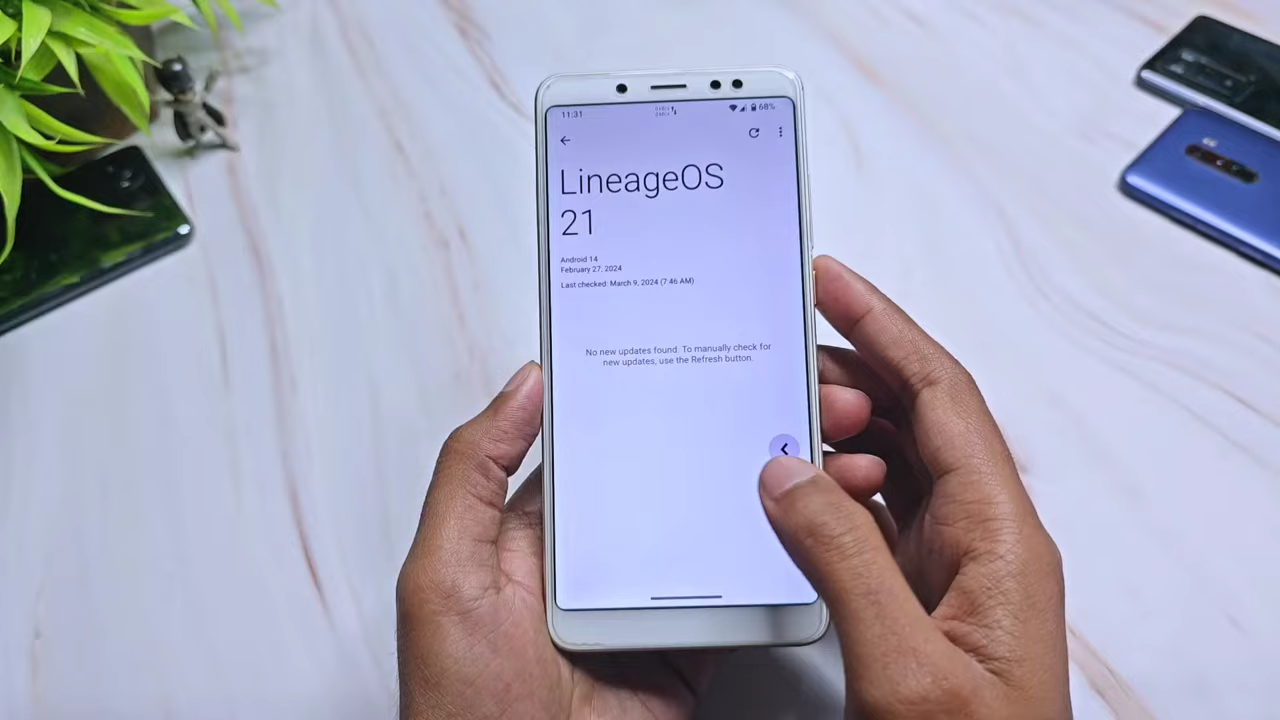 11:31
68%
LineageOS
21
Android 14
February 27, 2024
Last checked: March 9, 2024 (7:46 AM)
No new updates found. To manually check for
new updates, use the Refresh button.